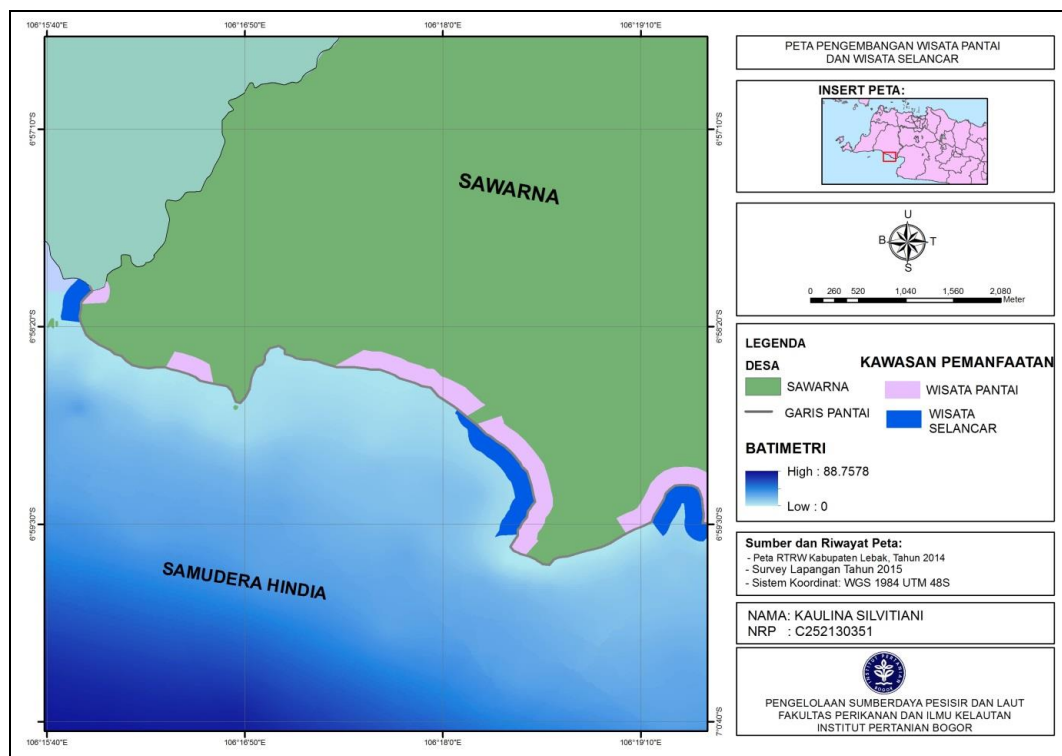 106°15'40"E
106°16'50"E
106°18'0"E
106°19'10"E
6°57'10"S
6°58'20"S
6°59'30"S
7°0'40"S
SAWARNA
SAMUDERA HINDIA
6°57'10"S
6°58'20"S
6°59'30"S
7°0'40"S
106°15'40"E
106°16'50"E
106°18'0"E
106°19'10"E
PETA PENGEMBANGAN WISATA PANTAI
DAN WISATA SELANCAR
INSERT PETA:
U
B T
S
0 260 520 1,040 1,560 2,080
Meter
LEGENDA
DESA
SAWARNA
GARIS PANTAI
KAWASAN PEMANFAATAN
WISATA PANTAI
WISATA
SELANCAR
BATIMETRI
High : 88.7578
Low : 0
Sumber dan Riwayat Peta:
- Peta RTRW Kabupaten Lebak, Tahun 2014
- Survey Lapangan Tahun 2015
- Sistem Koordinat: WGS 1984 UTM 48S
NAMA: KAULINA SILVITIANI
NRP : C252130351
INSTITUT PERTANIAN
BOGOR
PENGELOLAAN SUMBERDAYA PESISIR DAN LAUT
FAKULTAS PERIKANAN DAN ILMU KELAUTAN
INSTITUT PERTANIAN BOGOR